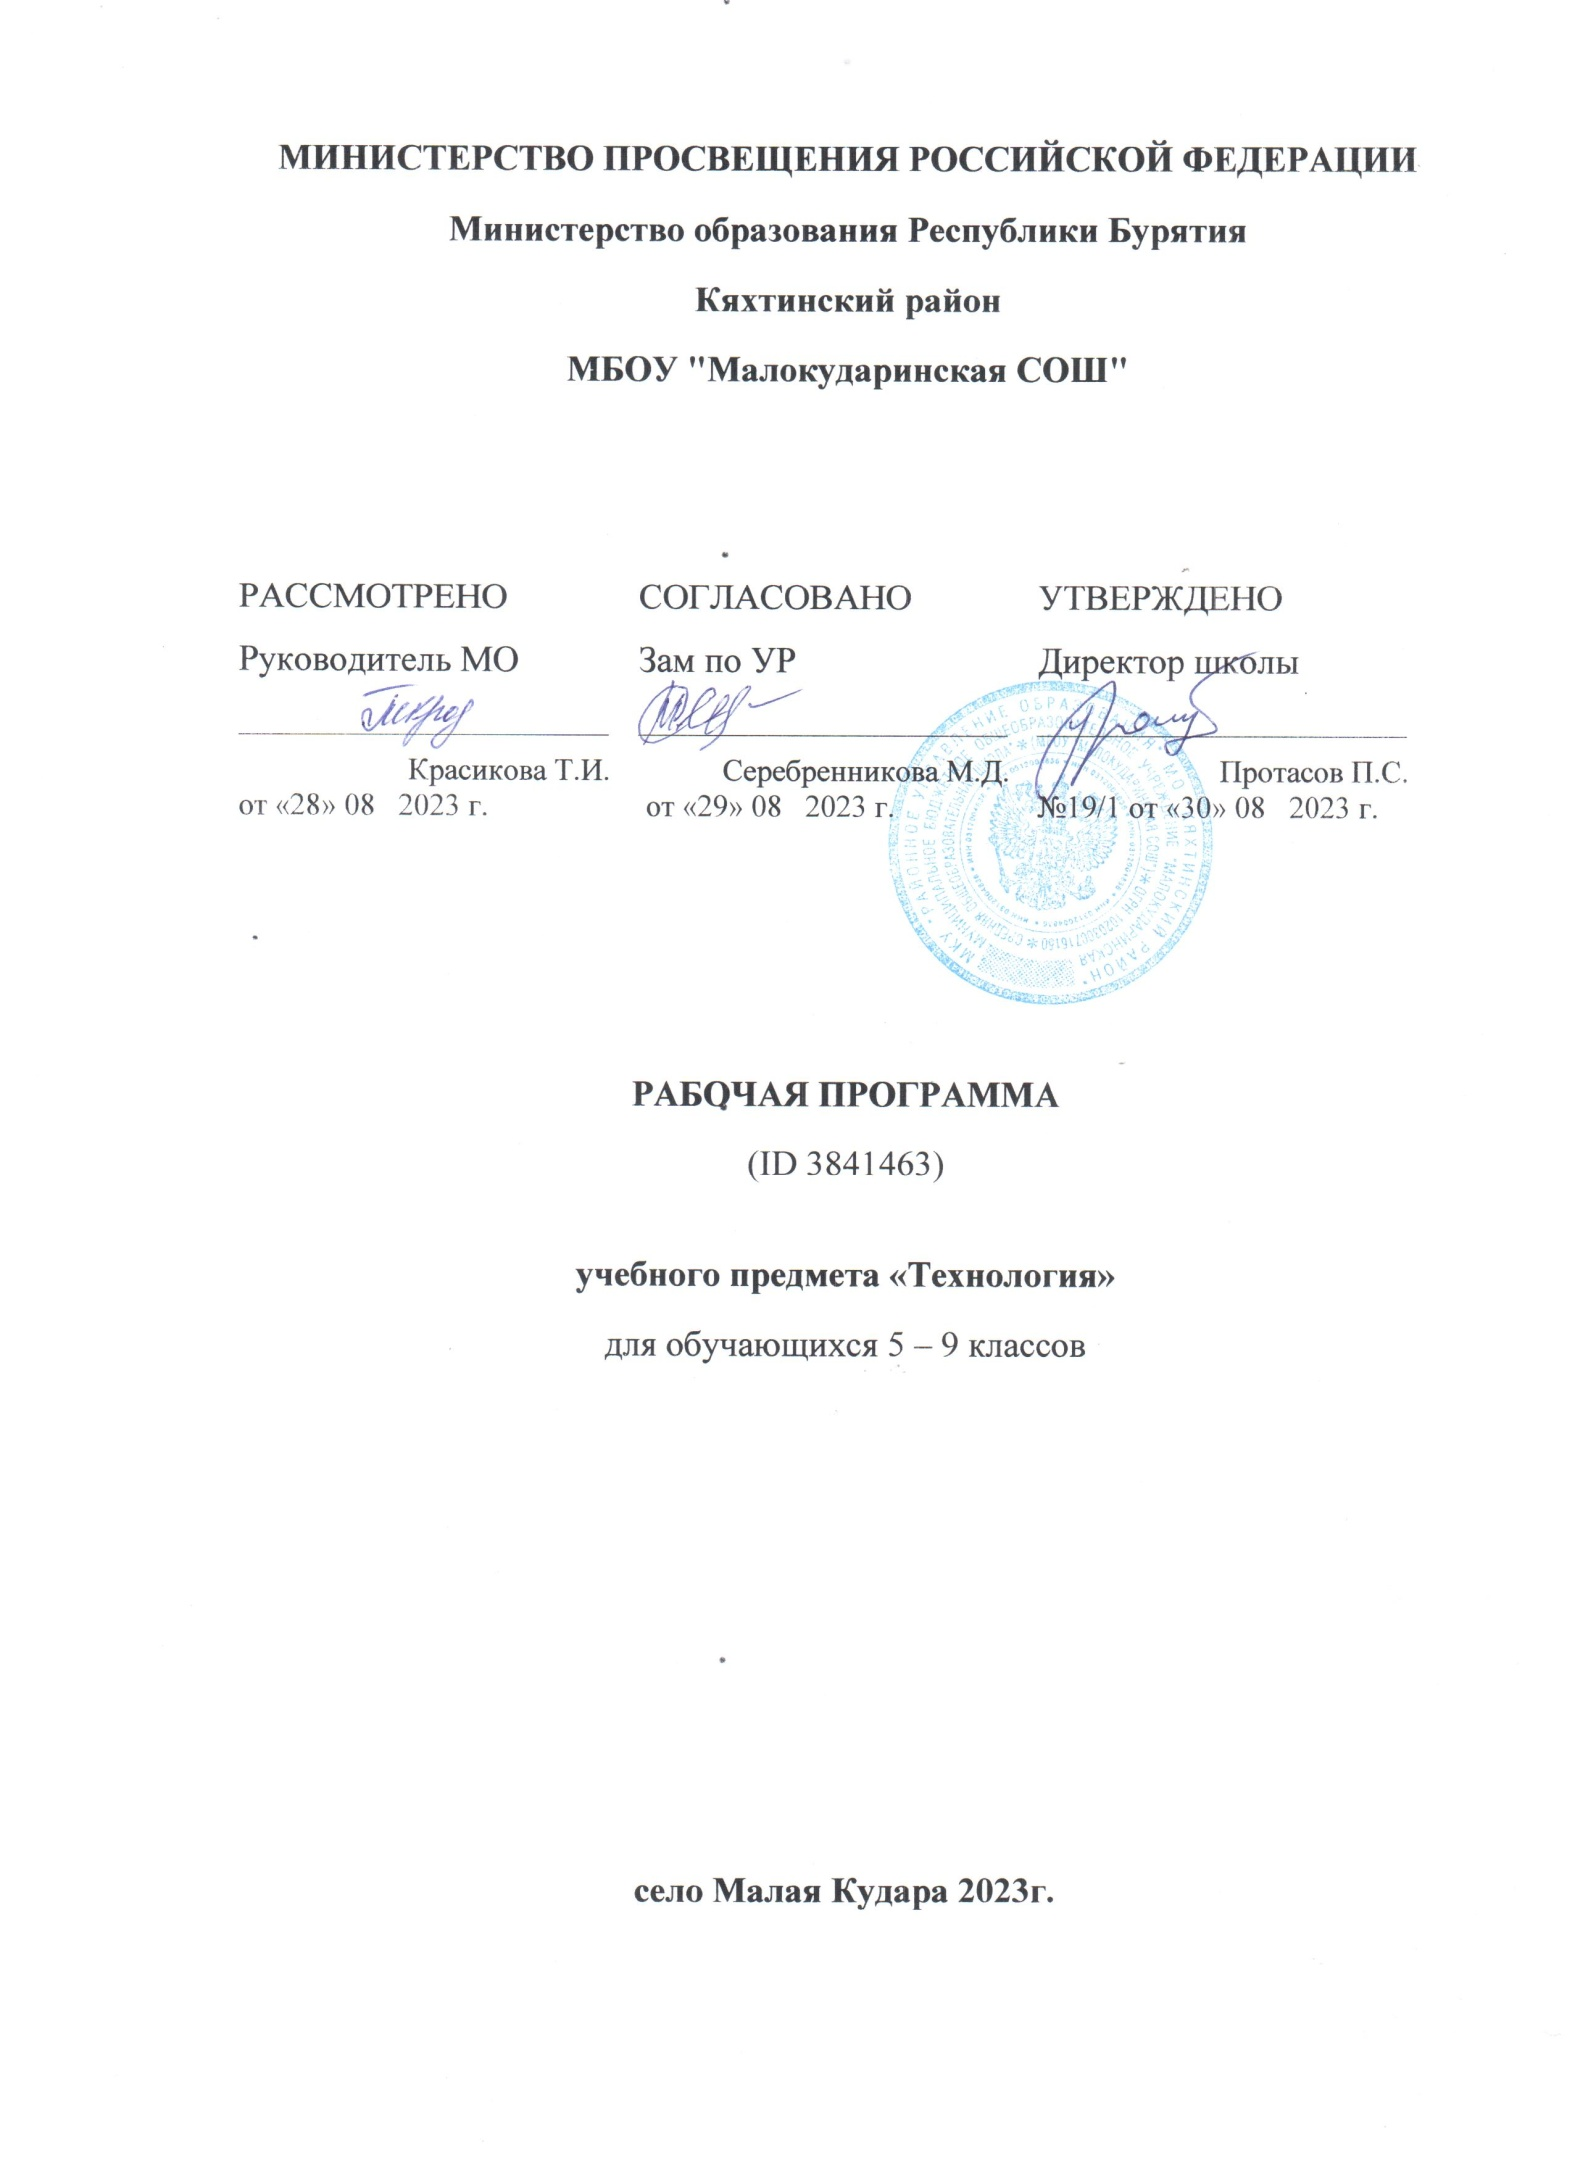 МИНИСТЕРСТВО ПРОСВЕЩЕНИЯ РОССИЙСКОЙ ФЕДЕРАЦИИ
Министерство образования Республики Бурятия
Кяхтинский район
МБОУ "Малокударинская СОШ"
РАССМОТРЕНО
Руководитель МО
Красикова Т.И.
от «28» 08 2023 г.
СОГЛАСОВАНО
Зам по УР
Серебренникова М.Д.
от «29» 08 2023 г.
УТВЕРЖДЕНО
Директор школы
Протасов П.С.
№19/1 от «30» 08 2023 г.
РАБОЧАЯ ПРОГРАММА
(ID 3841463)
учебного предмета «Технология»
для обучающихся 5 – 9 классов
село Малая Кудара 2023г.